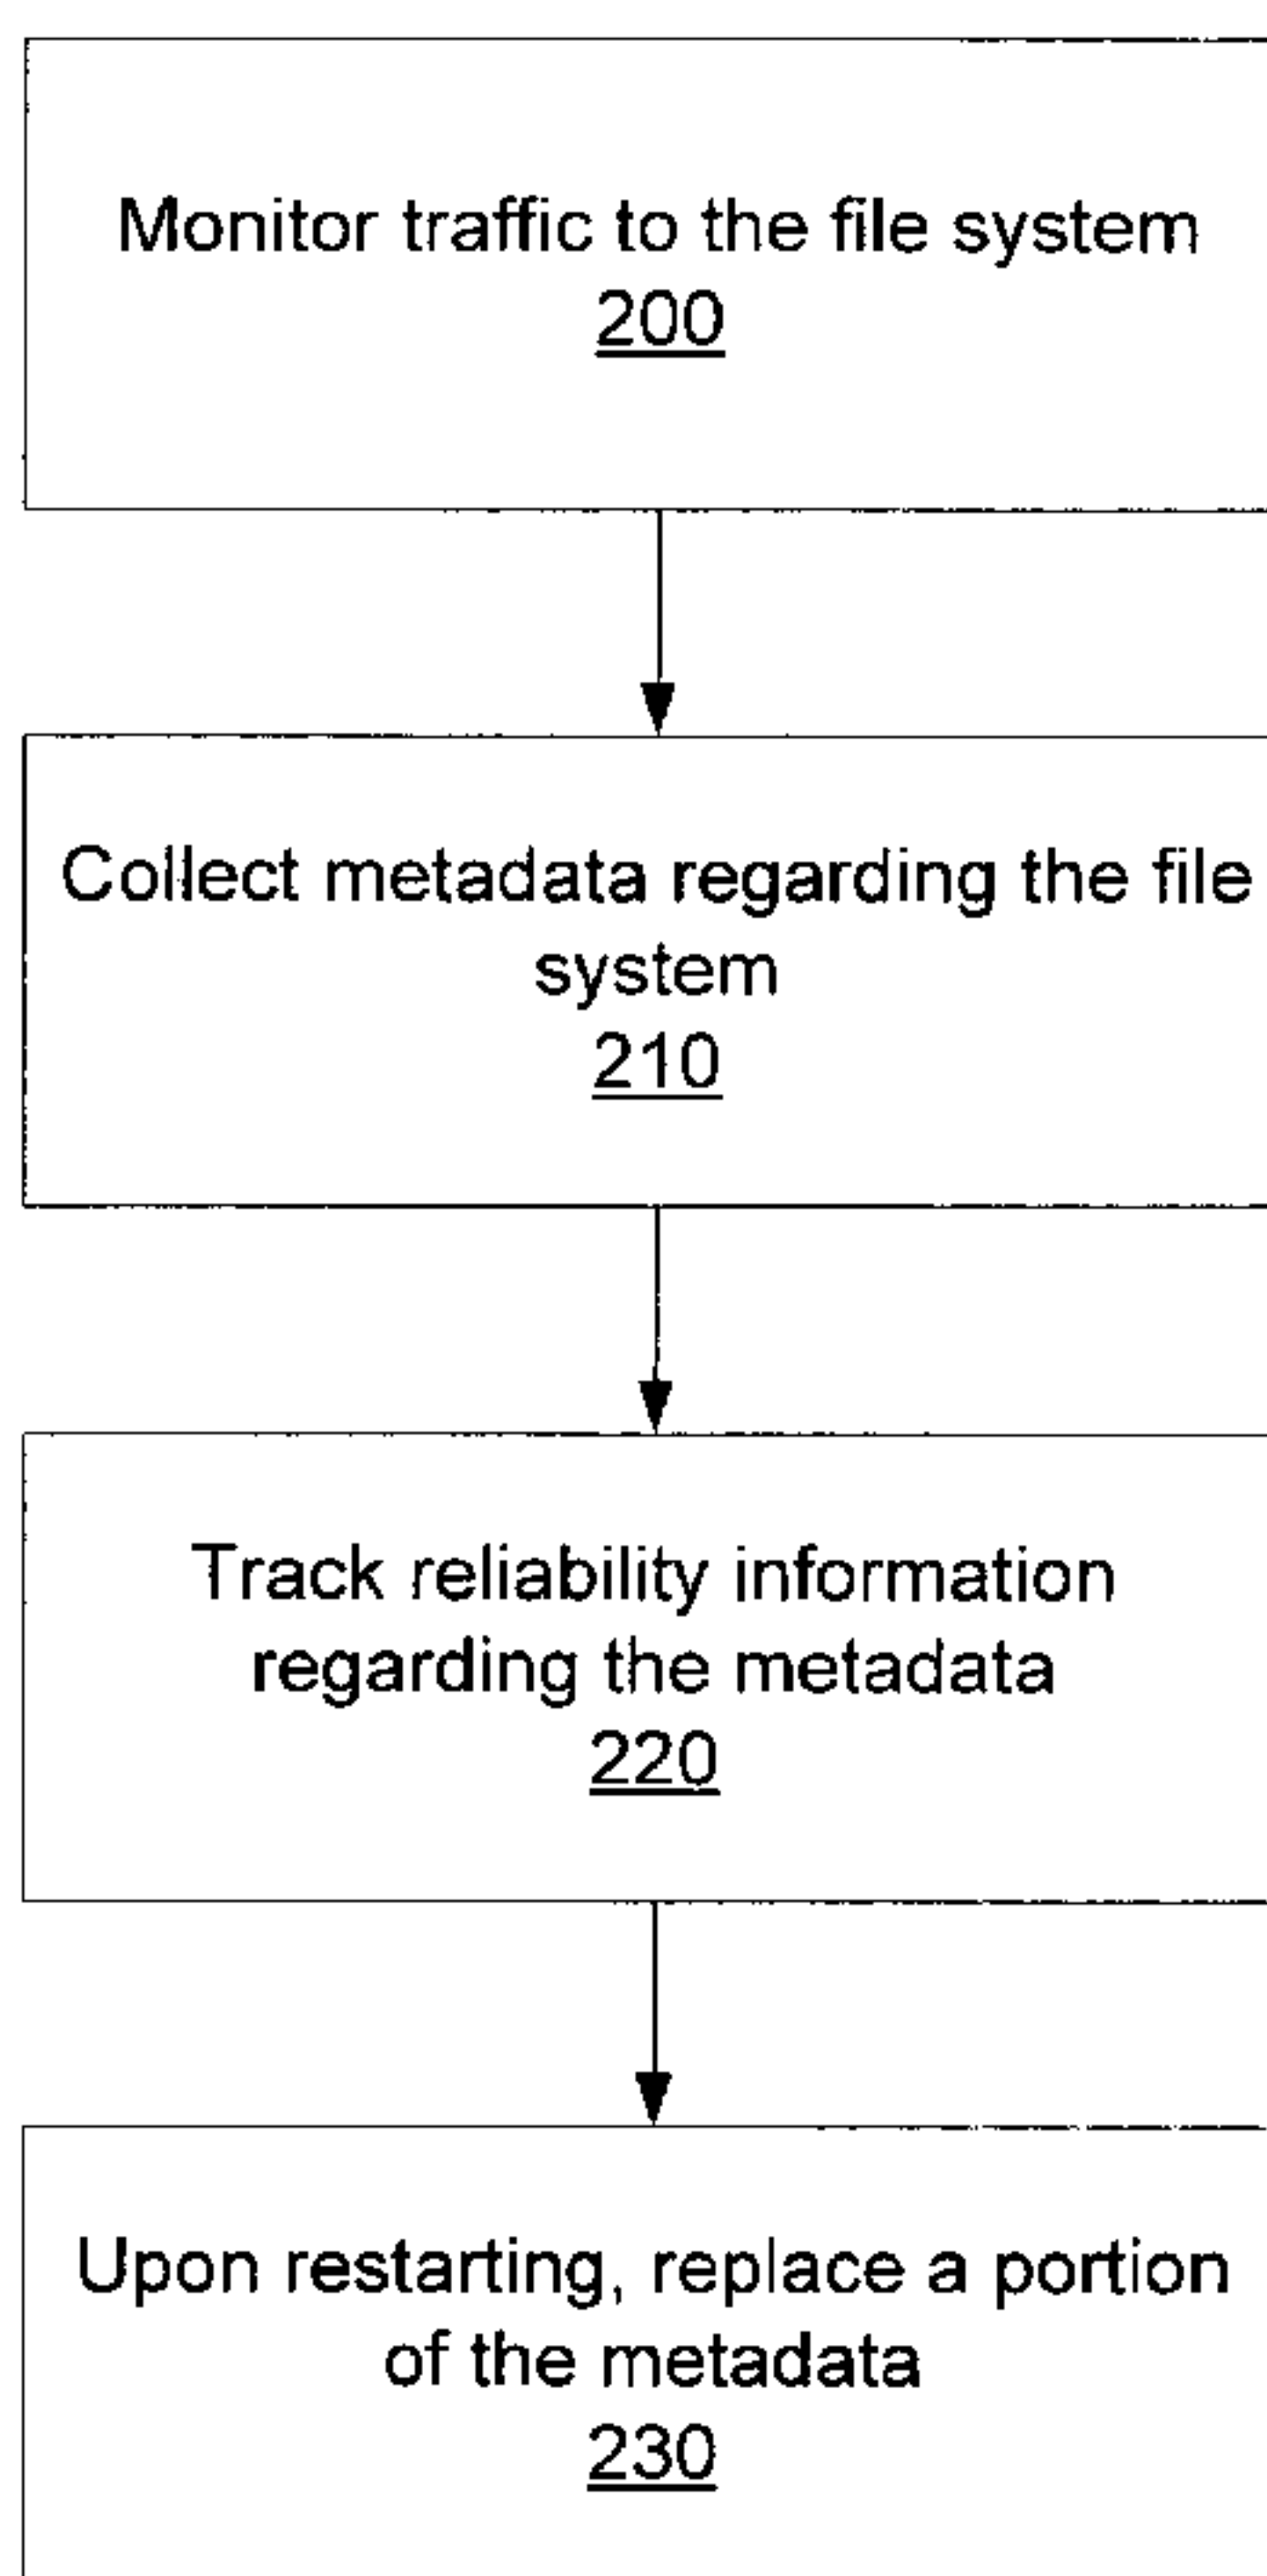 Monitor traffic to the file system
200
Collect metadata regarding the file
system
210
Track reliability information
regarding the metadata
220
Upon restarting, replace a portion
of the metadata
230